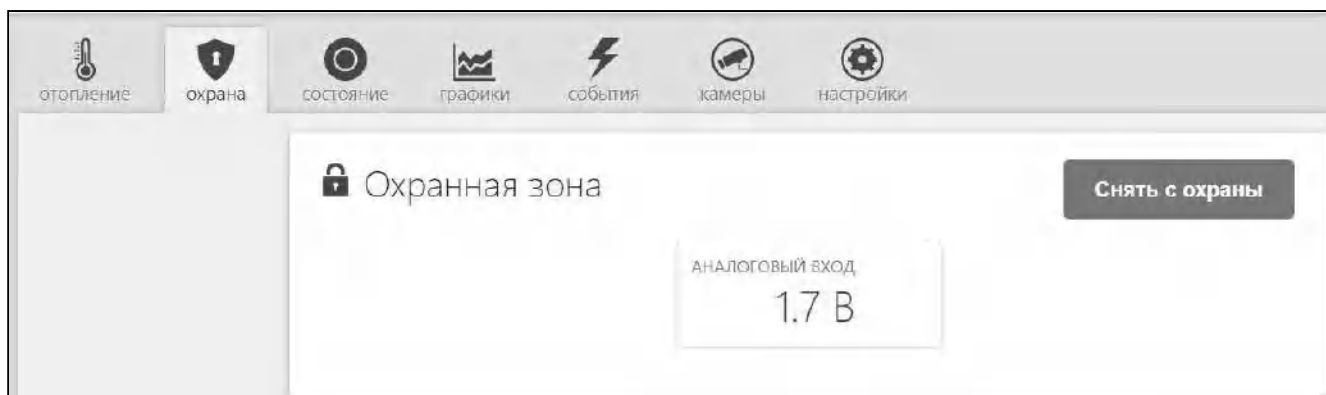 отопление охрана состояние графики события камеры настройки
Охранная зона
Снять с охраны
АНАЛОГОВЫЙ ВХОД
1.7 В